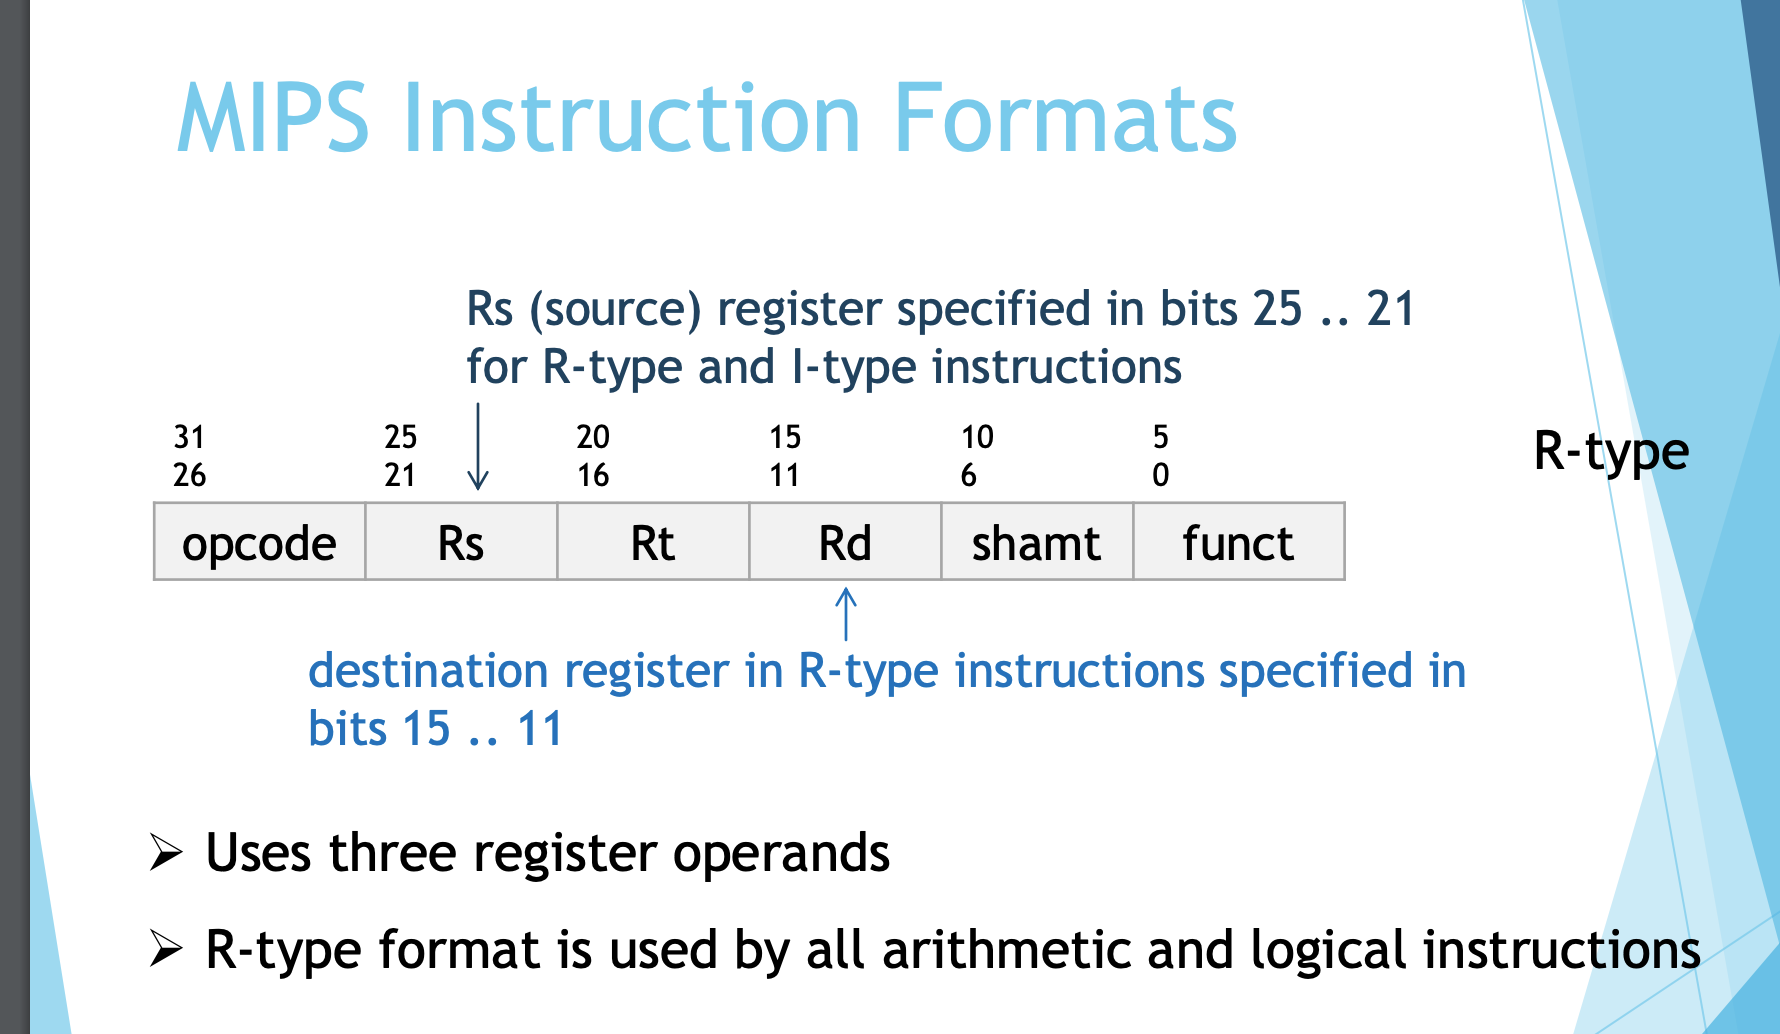 MIPS Instruction Formats
Rs (source) register specified in bits 25 .. 21
for R-type and I-type instructions
31 25 20 15 10 5
26 21 16 11 6 0
R-type
opcode Rs Rt Rd shamt funct
destination register in R-type instructions specified in
bits 15 .. 11
➢ Uses three register operands
➢ R-type format is used by all arithmetic and logical instructions